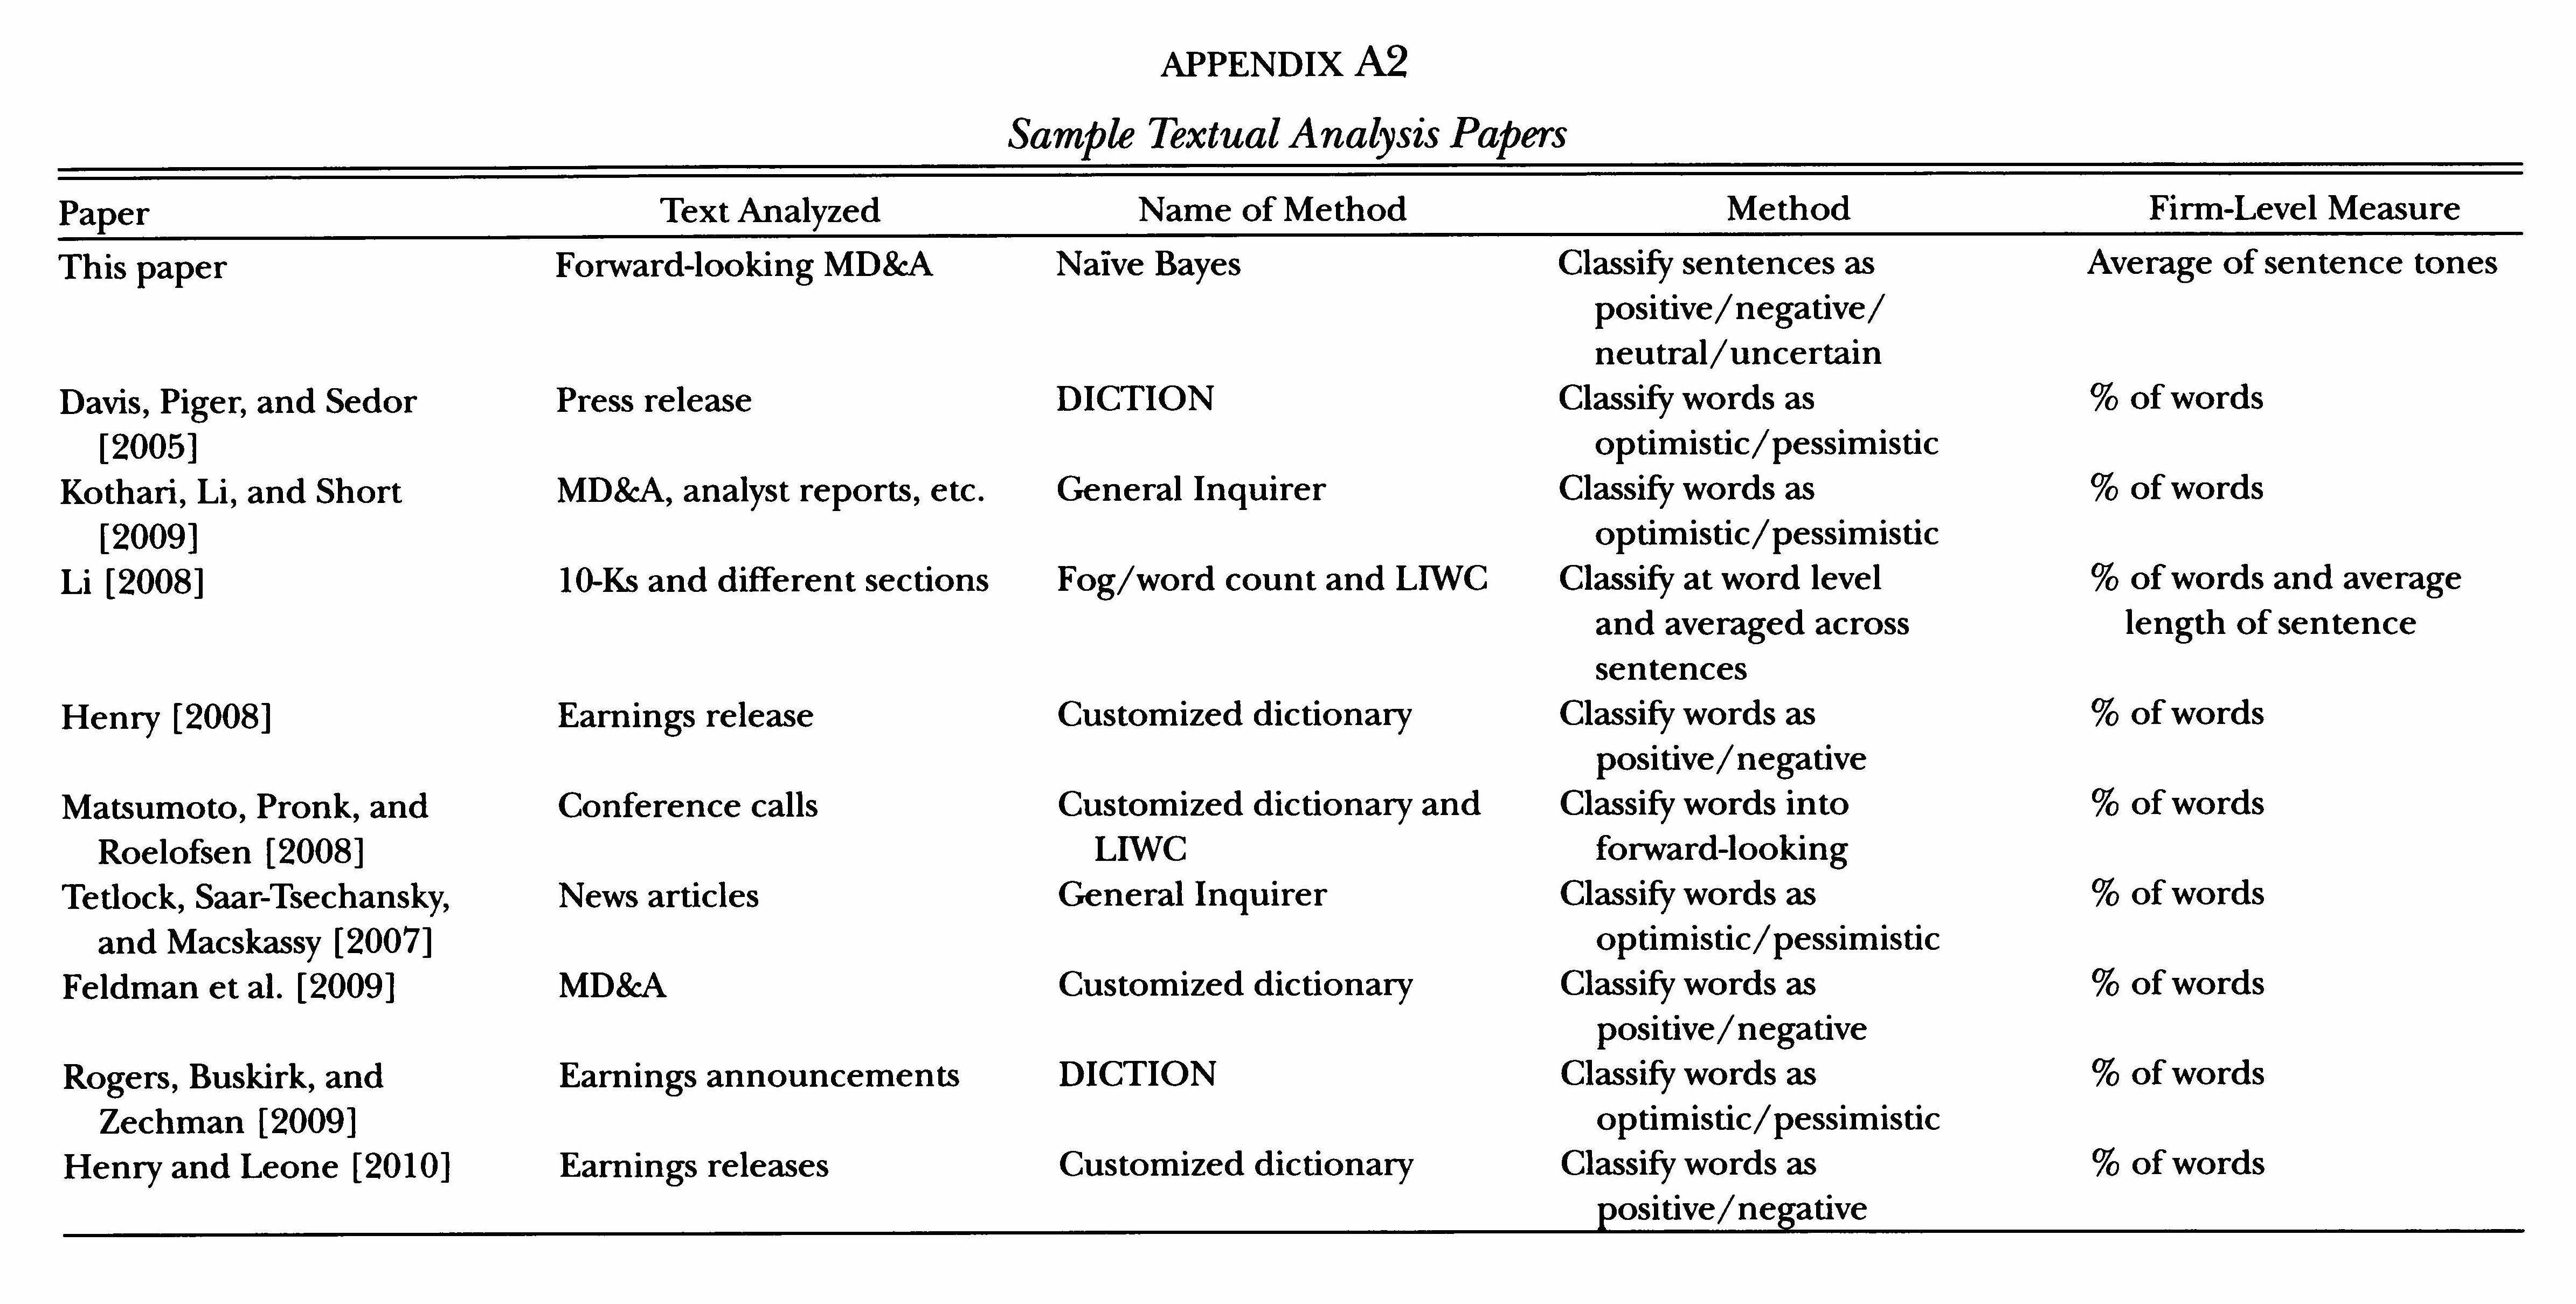 APPENDIX A2
Sample Textual Analysis Papers
Paper Text Analyzed Name of Method Method Firm-Level Measure
This paper Forward-looking MD&A Naïve Bayes Classify sentences as Average of sentence tones
positive/negative/
neutral/uncertain
Davis, Piger, and Sedor Press release DICTION Classify words as % of words
[2005] optimistic/pessimistic
Kothari, Li, and Short MD&A, analyst reports, etc. General Inquirer Classify words as % of words
[2009] optimistic/pessimistic
Li [2008] 10-Ks and different sections Fog/word count and LIWC Classify at word level % of words and average
and averaged across length of sentence
sentences
Henry [2008] Earnings release Customized dictionary Classify words as % of words
positive/negative
Matsumoto, Pronk, and Conference calls Customized dictionary and Classify words into % of words
Roelofsen [2008] LIWC forward-looking
Tetlock, Saar-Tsechansky, News articles General Inquirer Classify words as % of words
and Macskassy [2007] optimistic/pessimistic
Feldman et al. [2009] MD&A Customized dictionary Classify words as % of words
positive/negative
Rogers, Buskirk, and Earnings announcements DICTION Classify words as % of words
Zechman [2009] optimistic/pessimistic
Henry and Leone [2010] Earnings releases Customized dictionary Classify words as % of words
positive/negative